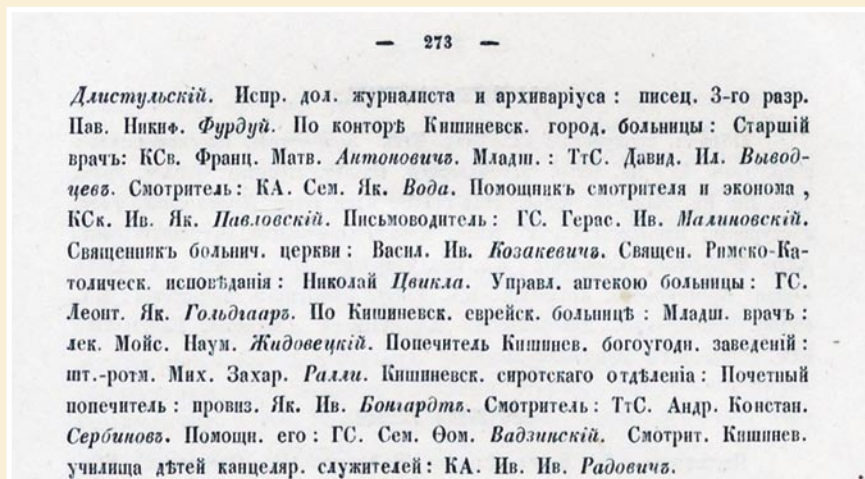 — 273 —
Длистульскій. Испр. дол. журналиста и архиваріуса : писец. 3-го разр.
Пав. Никиф. Фурдуй. По конторѣ Кишиневск. город. больницы : Старшій
врачъ: КСв. Франц. Матв. Антоновичъ. Младш. : ТтС. Давид. Ил. Вывод-
цевъ. Смотритель : КА. Сем. Як. Вода. Помощникъ смотрителя и эконома ,
КСк. Ив. Як. Павловскій. Письмоводитель : ГС. Герас. Ив. Малиновскій.
Священникъ больнич. церкви : Васил. Ив. Козакевичъ. Священ. Римско-Ка-
толическ. исповѣданія : Николай Цвикла. Управл. аптекою больницы : ГС.
Леонт. Як. Гольдгааръ. По Кишиневск. еврейск. больницѣ : Младш. врачъ :
лек. Мойс. Наум. Жидовецкій. Попечитель Кишинев. богоугодн. заведеній :
шт.-ротм. Мих. Захар. Ралли. Кишиневск. сиротскаго отдѣленія : Почетный
попечитель : провиз. Як. Ив. Бонгардтъ. Смотритель : ТтС. Андр. Констан.
Сербиновъ. Помощн. его : ГС. Сем. Ѳом. Вадзинскій. Смотрит. Кишинев.
училища дѣтей канцеляр. служителей : КА. Ив. Ив. Радовичъ.